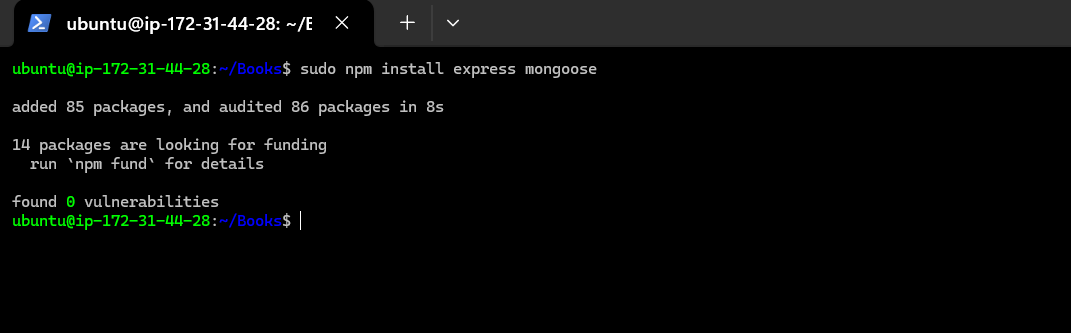 ubuntu@ip-172-31-44-28: ~/E
ubuntu@ip-172-31-44-28:~/Books$ sudo npm install express mongoose
added 85 packages, and audited 86 packages in 8s
14 packages are looking for funding
  run `npm fund` for details
found 0 vulnerabilities
ubuntu@ip-172-31-44-28:~/Books$